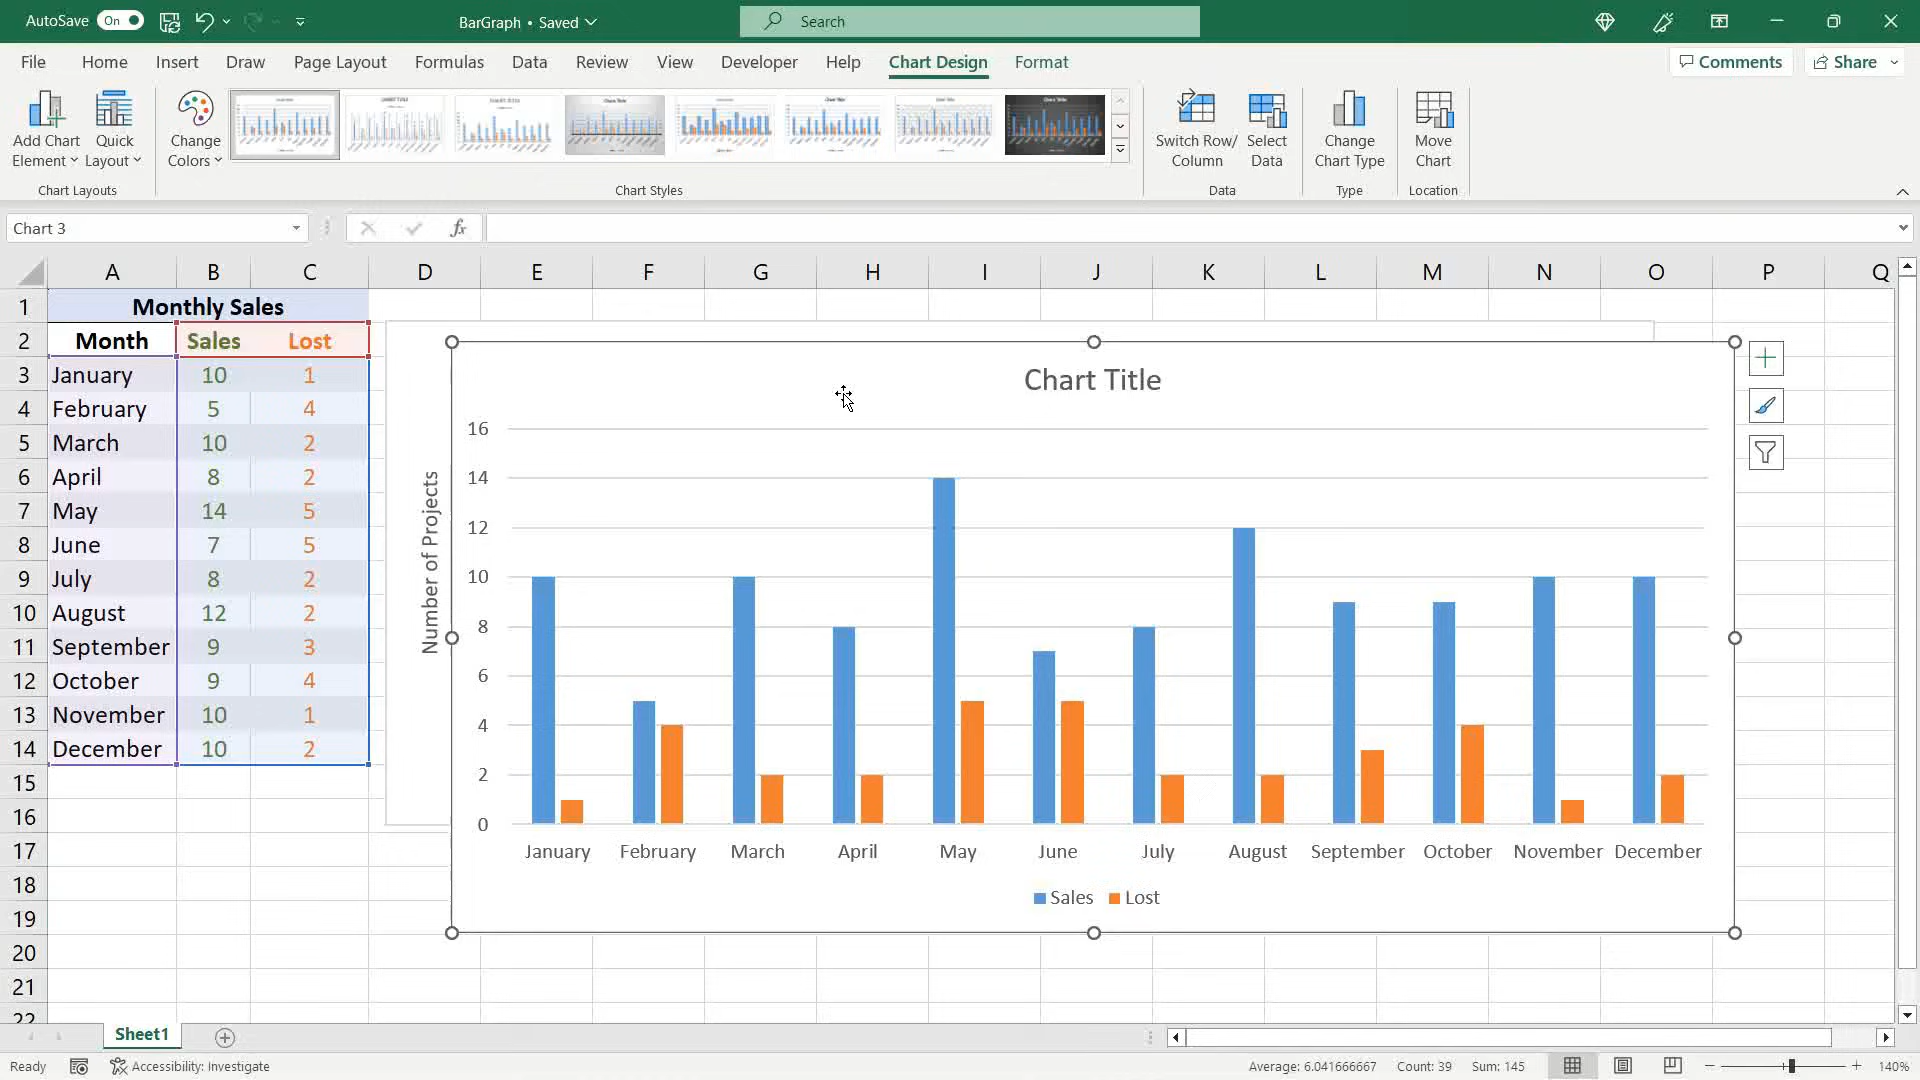 AutoSave On
BarGraph • Saved
Search
File Home Insert Draw Page Layout Formulas Data Review View Developer Help Chart Design Format
Comments Share
Add Chart Element
Quick Layout
Change Colors
Switch Row/ Column
Select Data
Change Chart Type
Move Chart
Chart Layouts Chart Styles Data Type Location
Chart 3 fx
A B C D E F G H I J K L M N O P Q
1 Monthly Sales
2 Month Sales Lost
3 January 10 1
4 February 5 4
5 March 10 2
6 April 8 2
7 May 14 5
8 June 7 5
9 July 8 2
10 August 12 2
11 September 9 3
12 October 9 4
13 November 10 1
14 December 10 2
15
16
17
18
19
20
21
22
Chart Title
Number of Projects
16
14
12
10
8
6
4
2
0
January February March April May June July August September October November December
Sales Lost
Sheet1
Ready Accessibility: Investigate Average: 6.041666667 Count: 39 Sum: 145 140%